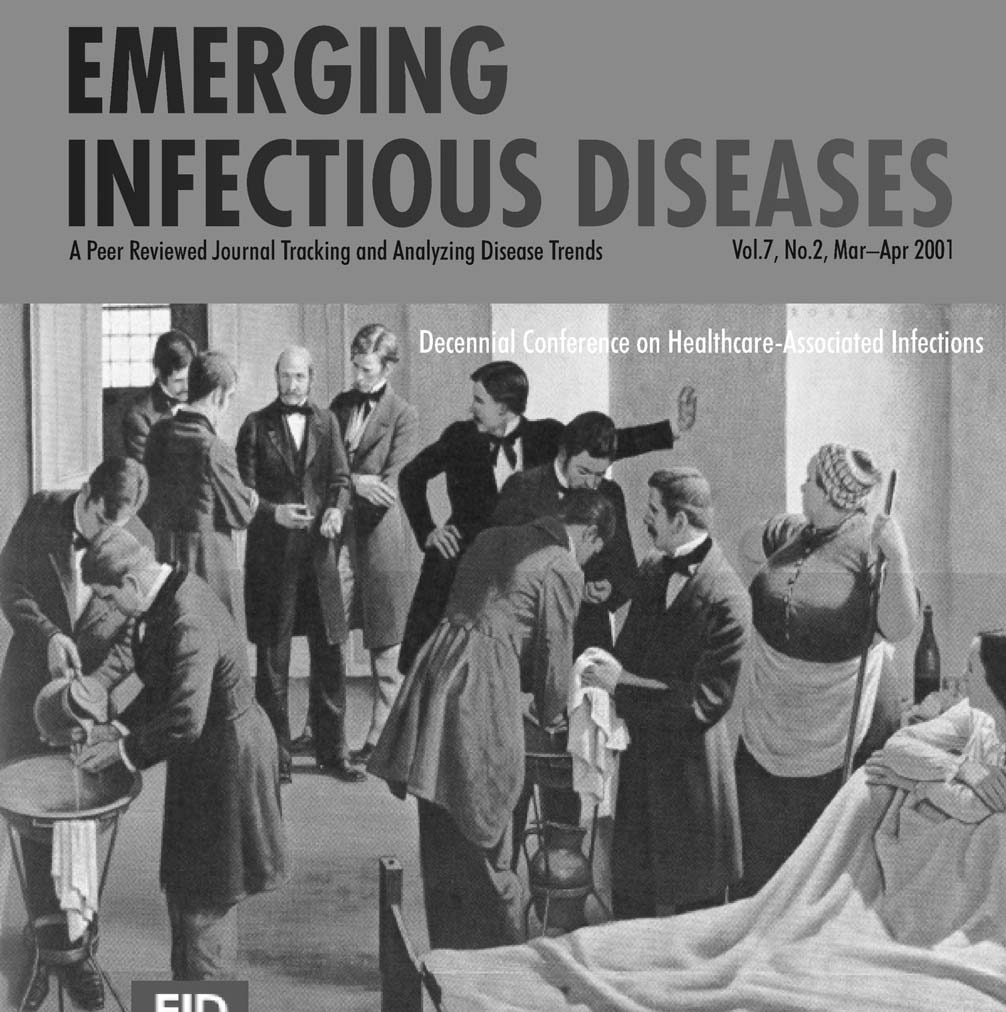 EMERGING
INFECTIOUS DISEASES
A Peer Reviewed Journal Tracking and Analyzing Disease Trends
Vol.7, No.2, Mar–Apr 2001
Decennial Conference on Healthcare-Associated Infections
EID